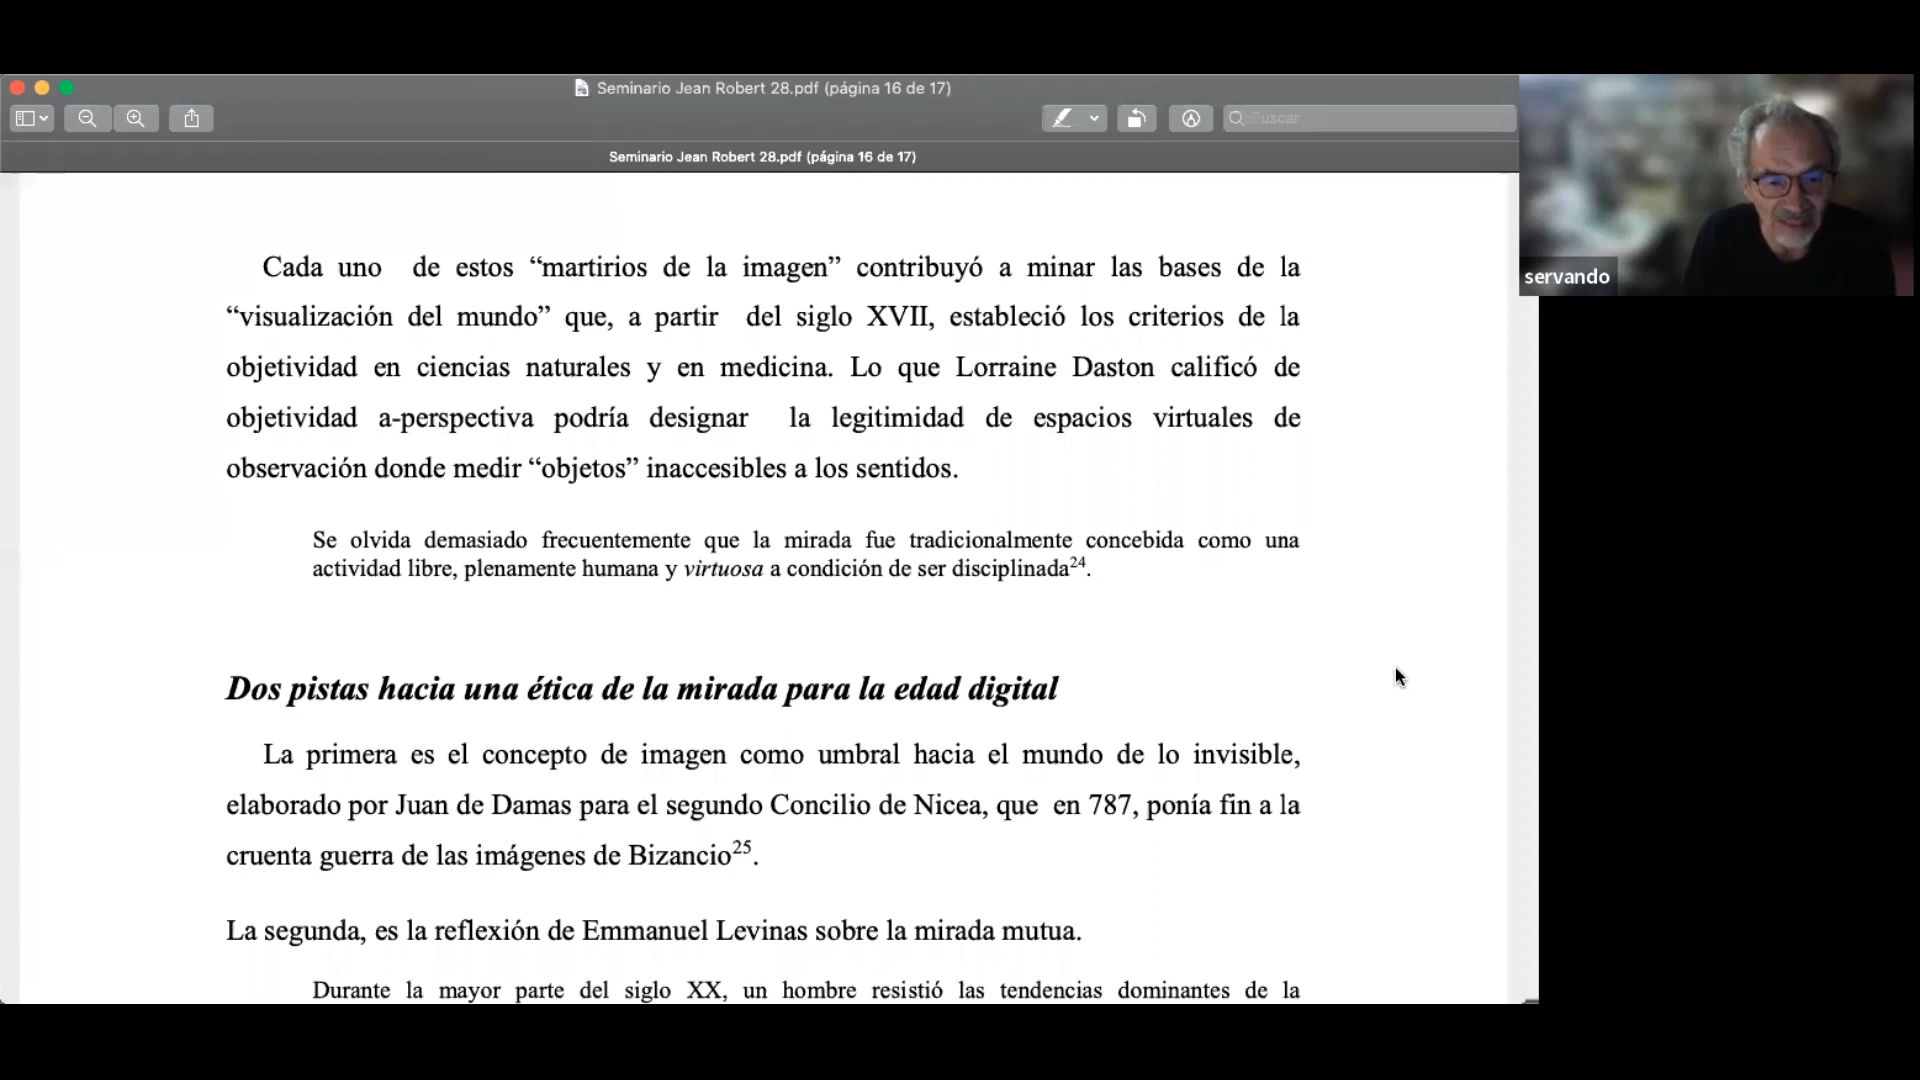 Seminario Jean Robert 28.pdf (página 16 de 17)
Buscar
Seminario Jean Robert 28.pdf (página 16 de 17)
servando
Cada uno de estos “martirios de la imagen” contribuyó a minar las bases de la
“visualización del mundo” que, a partir del siglo XVII, estableció los criterios de la
objetividad en ciencias naturales y en medicina. Lo que Lorraine Daston calificó de
objetividad a-perspectiva podría designar la legitimidad de espacios virtuales de
observación donde medir “objetos” inaccesibles a los sentidos.
Se olvida demasiado frecuentemente que la mirada fue tradicionalmente concebida como una
actividad libre, plenamente humana y virtuosa a condición de ser disciplinada24.
Dos pistas hacia una ética de la mirada para la edad digital
La primera es el concepto de imagen como umbral hacia el mundo de lo invisible,
elaborado por Juan de Damas para el segundo Concilio de Nicea, que en 787, ponía fin a la
cruenta guerra de las imágenes de Bizancio25.
La segunda, es la reflexión de Emmanuel Levinas sobre la mirada mutua.
Durante la mayor parte del siglo XX, un hombre resistió las tendencias dominantes de la